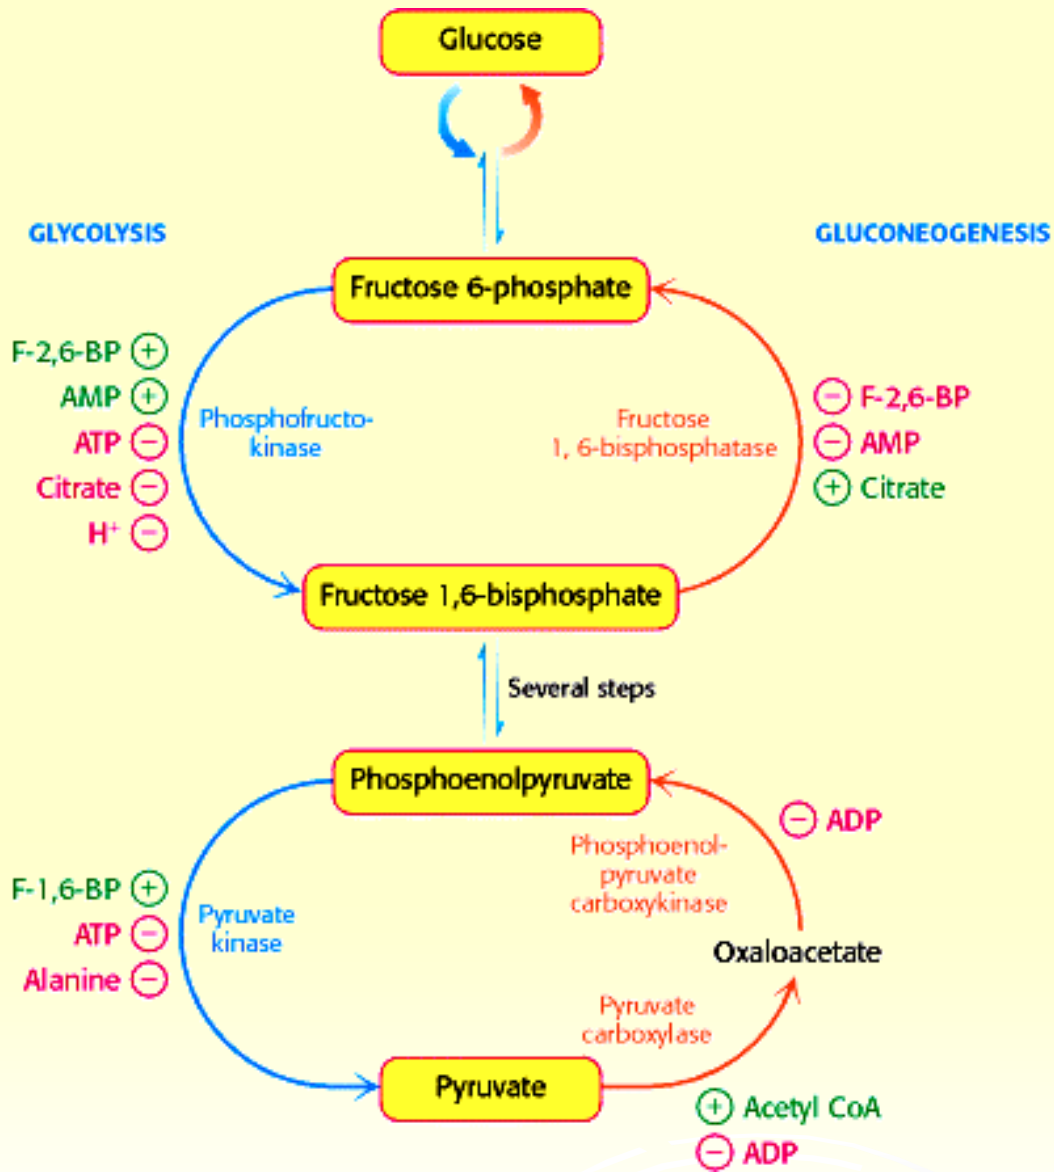 Glucose
GLYCOLYSIS
GLUCONEOGENESIS
Fructose 6-phosphate
F-2,6-BP +
AMP +
ATP −
Citrate −
H⁺ −
Phosphofructo-
kinase
Fructose
1, 6-bisphosphatase
− F-2,6-BP
− AMP
+ Citrate
Fructose 1,6-bisphosphate
Several steps
Phosphoenolpyruvate
− ADP
Phosphoenol-
pyruvate
carboxykinase
F-1,6-BP +
ATP −
Alanine −
Pyruvate
kinase
Oxaloacetate
Pyruvate
carboxylase
Pyruvate
+ Acetyl CoA
− ADP